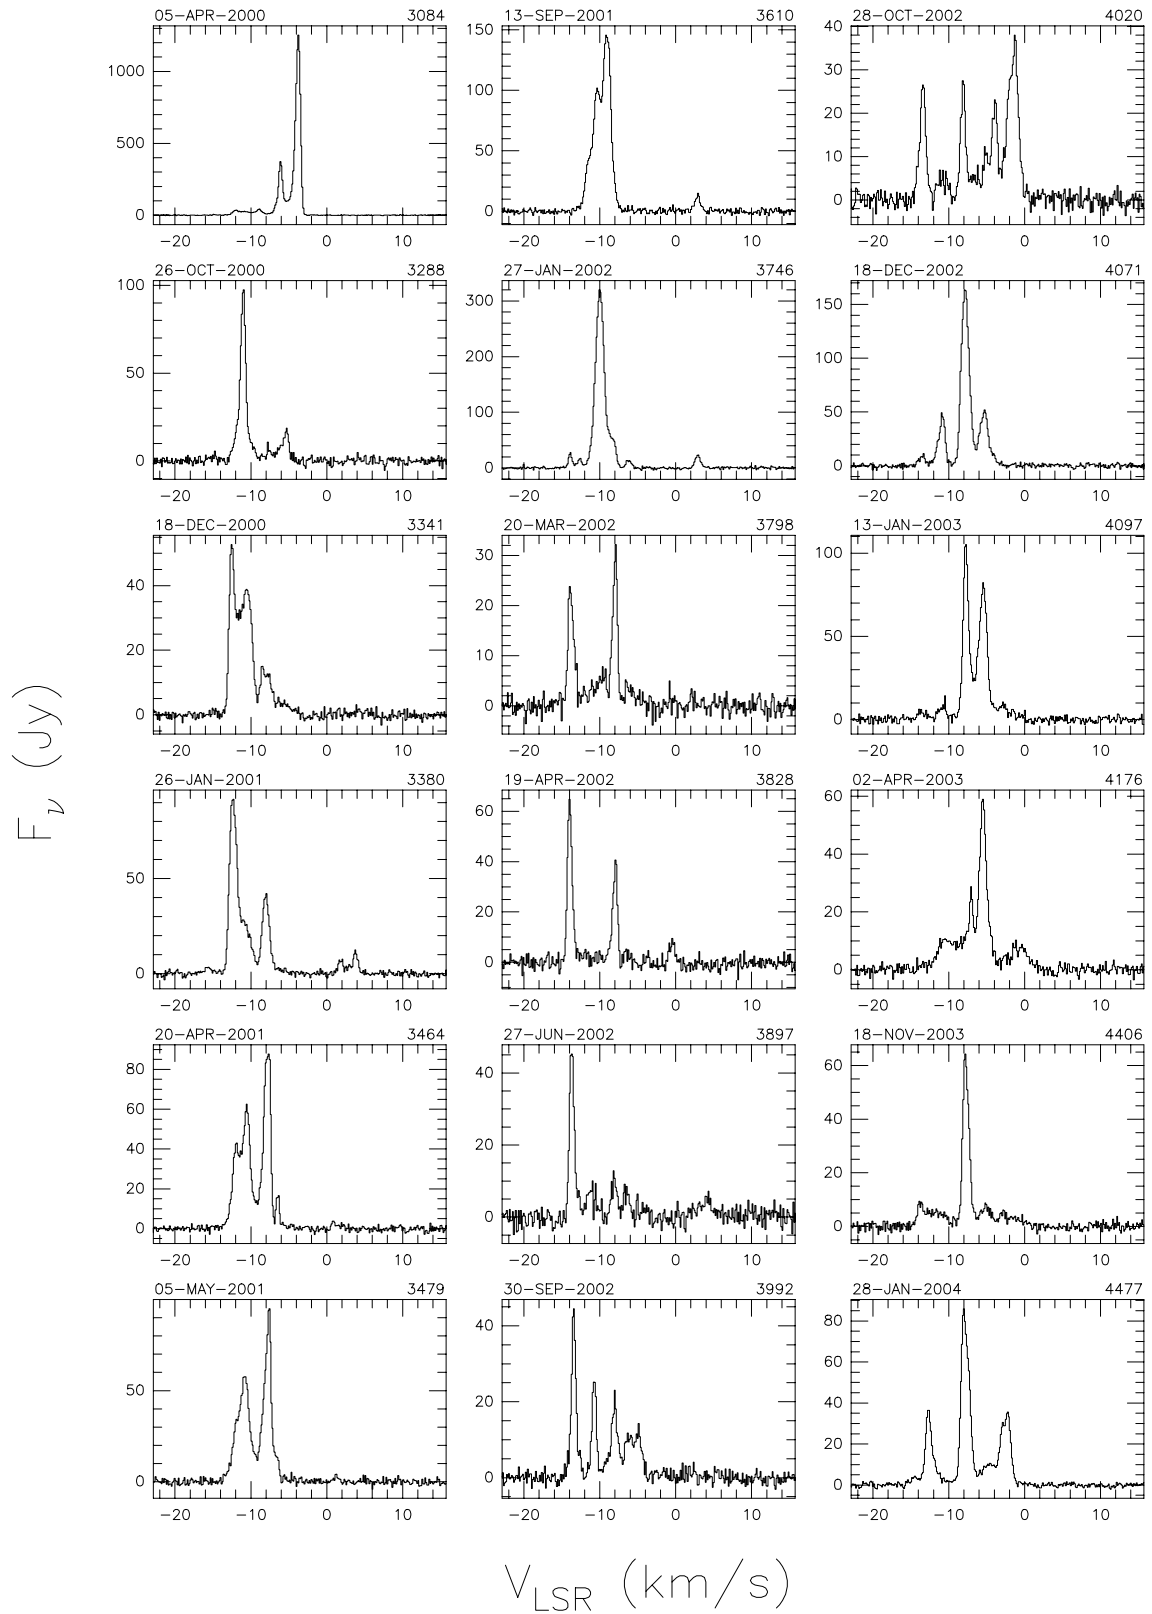 05-APR-2000 3084
1000
500
0
-20 -10 0 10
13-SEP-2001 3610
150
100
50
0
-20 -10 0 10
28-OCT-2002 4020
40
30
20
10
0
-20 -10 0 10
26-OCT-2000 3288
100
50
0
-20 -10 0 10
27-JAN-2002 3746
300
200
100
0
-20 -10 0 10
18-DEC-2002 4071
150
100
50
0
-20 -10 0 10
18-DEC-2000 3341
40
20
0
-20 -10 0 10
20-MAR-2002 3798
30
20
10
0
-20 -10 0 10
13-JAN-2003 4097
100
50
0
-20 -10 0 10
26-JAN-2001 3380
50
0
-20 -10 0 10
19-APR-2002 3828
60
40
20
0
-20 -10 0 10
02-APR-2003 4176
60
40
20
0
-20 -10 0 10
20-APR-2001 3464
80
60
40
20
0
-20 -10 0 10
27-JUN-2002 3897
40
20
0
-20 -10 0 10
18-NOV-2003 4406
60
40
20
0
-20 -10 0 10
05-MAY-2001 3479
50
0
-20 -10 0 10
30-SEP-2002 3992
40
20
0
-20 -10 0 10
28-JAN-2004 4477
80
60
40
20
0
-20 -10 0 10
Fν (Jy)
VLSR (km/s)